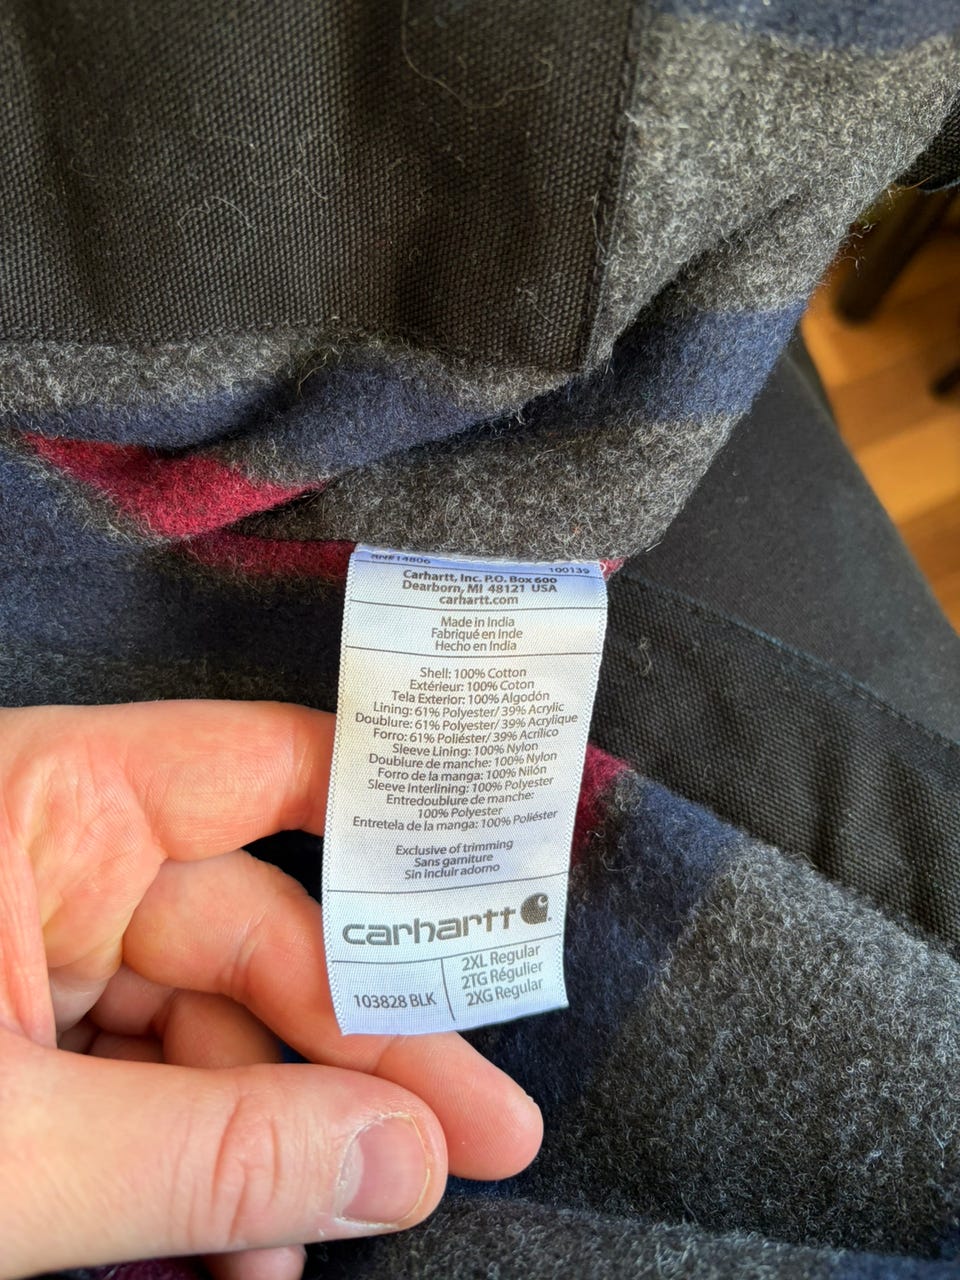 RN# 14806
100139
Carhartt, Inc. P.O. Box 600
Dearborn, MI 48121 USA
carhartt.com
Made in India
Fabriqué en Inde
Hecho en India
Shell: 100% Cotton
Extérieur: 100% Coton
Tela Exterior: 100% Algodón
Lining: 61% Polyester/ 39% Acrylic
Doublure: 61% Polyester/ 39% Acrylique
Forro: 61% Poliéster/ 39% Acrílico
Sleeve Lining: 100% Nylon
Doublure de manche: 100% Nylon
Forro de la manga: 100% Nilón
Sleeve Interlining: 100% Polyester
Entredoublure de manche:
100% Polyester
Entretela de la manga: 100% Poliéster
Exclusive of trimming
Sans garniture
Sin incluir adorno
carhartt
103828 BLK
2XL Regular
2TG Régulier
2XG Regular